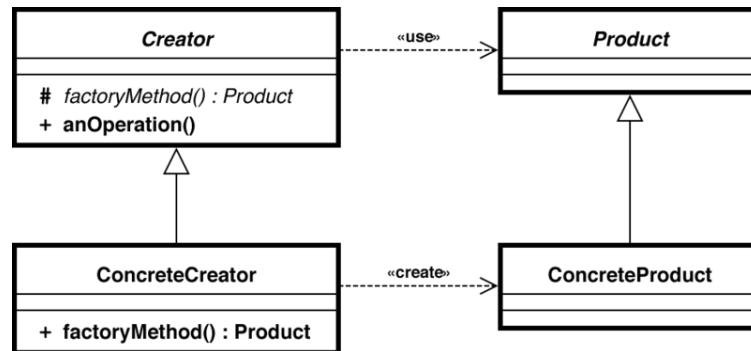 Creator
«use»
Product
# factoryMethod() : Product
+ anOperation()
ConcreteCreator
«create»
ConcreteProduct
+ factoryMethod() : Product